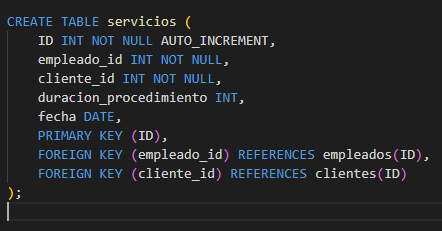 CREATE TABLE servicios (
    ID INT NOT NULL AUTO_INCREMENT,
    empleado_id INT NOT NULL,
    cliente_id INT NOT NULL,
    duracion_procedimiento INT,
    fecha DATE,
    PRIMARY KEY (ID),
    FOREIGN KEY (empleado_id) REFERENCES empleados(ID),
    FOREIGN KEY (cliente_id) REFERENCES clientes(ID)
);